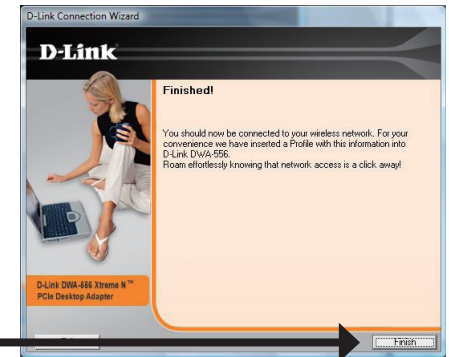 D-Link Connection Wizard
D-Link
Finished!
You should now be connected to your wireless network. For your
convenience we have inserted a Profile with this information into
D-Link DWA-556.
Roam effortlessly knowing that network access is a click away!
D-Link DWA-556 Xtreme N™
PCIe Desktop Adapter
Finish